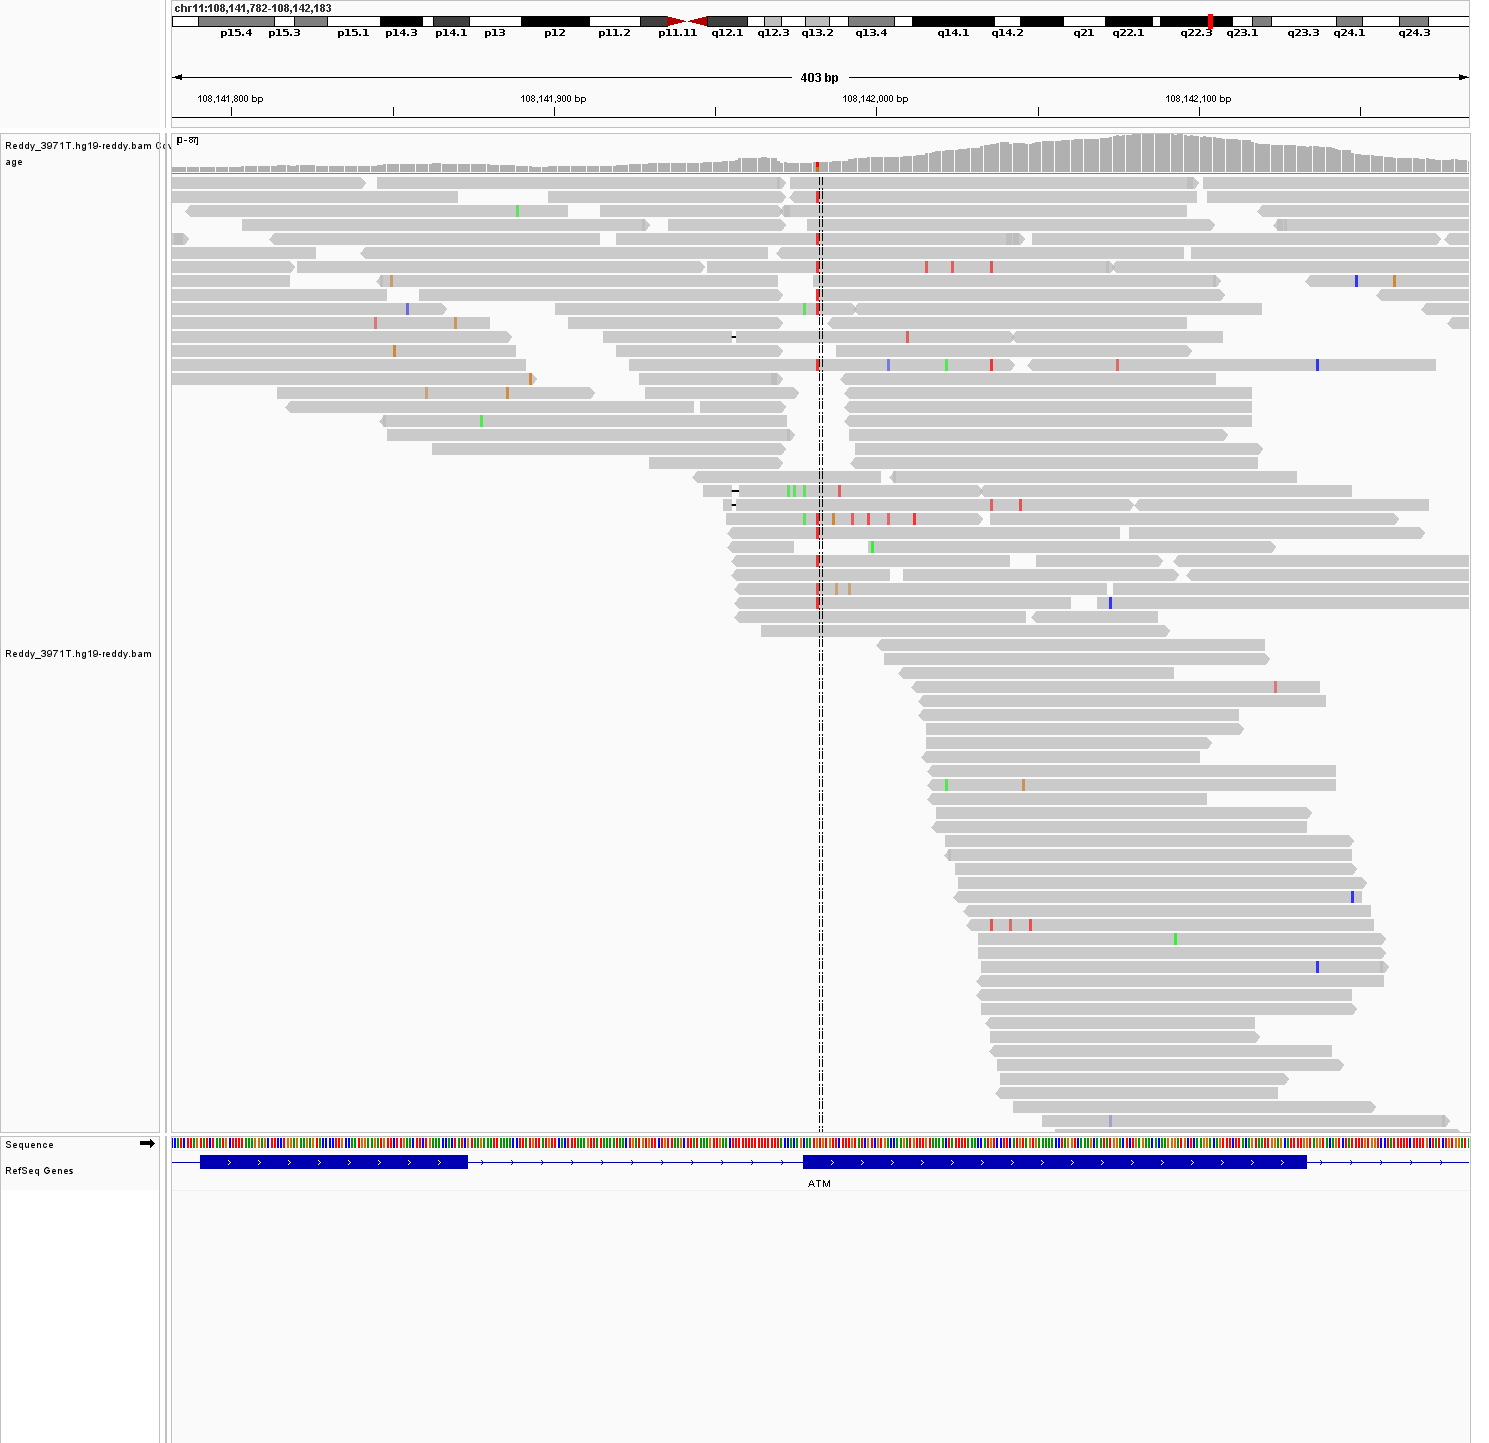 chr11:108,141,782-108,142,183
p15.4 p15.3 p15.1 p14.3 p14.1 p13 p12 p11.2 p11.11 q12.1 q12.3 q13.2 q13.4 q14.1 q14.2 q21 q22.1 q22.3 q23.1 q23.3 q24.1 q24.3
403 bp
108,141,800 bp 108,141,900 bp 108,142,000 bp 108,142,100 bp
Reddy_3971T.hg19-reddy.bam Cov
age
[0 - 87]
Reddy_3971T.hg19-reddy.bam
Sequence
RefSeq Genes
ATM